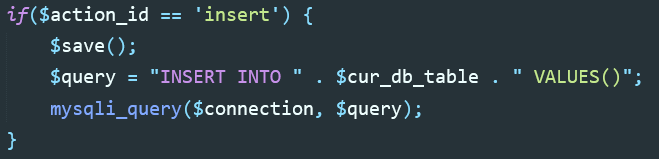 if($action_id == 'insert') {
    $save();
    $query = "INSERT INTO " . $cur_db_table . " VALUES()";
    mysqli_query($connection, $query);
}